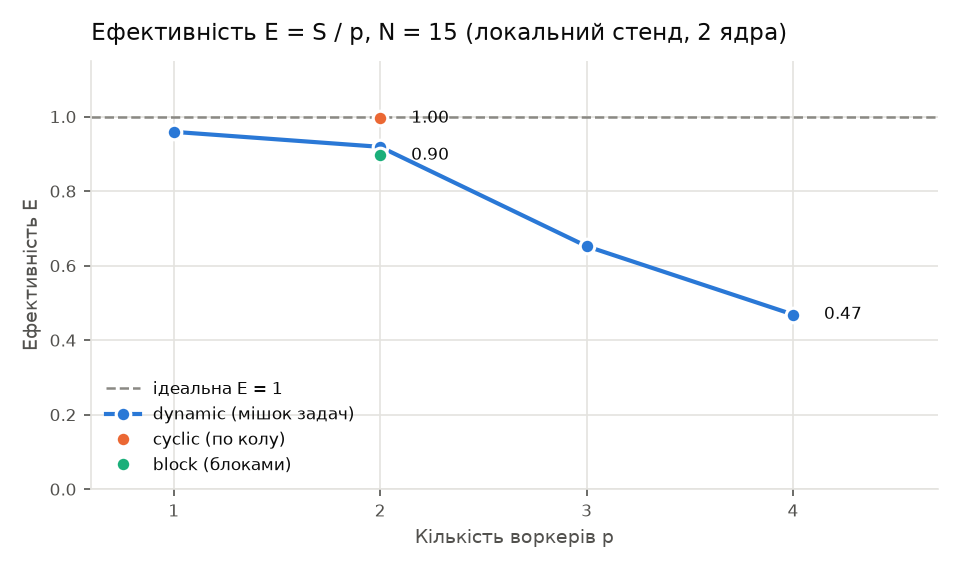 Ефективність E = S / p, N = 15 (локальний стенд, 2 ядра)
Ефективність E
1.0
0.8
0.6
0.4
0.2
0.0
1.00
0.90
0.47
ідеальна E = 1
dynamic (мішок задач)
cyclic (по колу)
block (блоками)
1 2 3 4
Кількість воркерів p